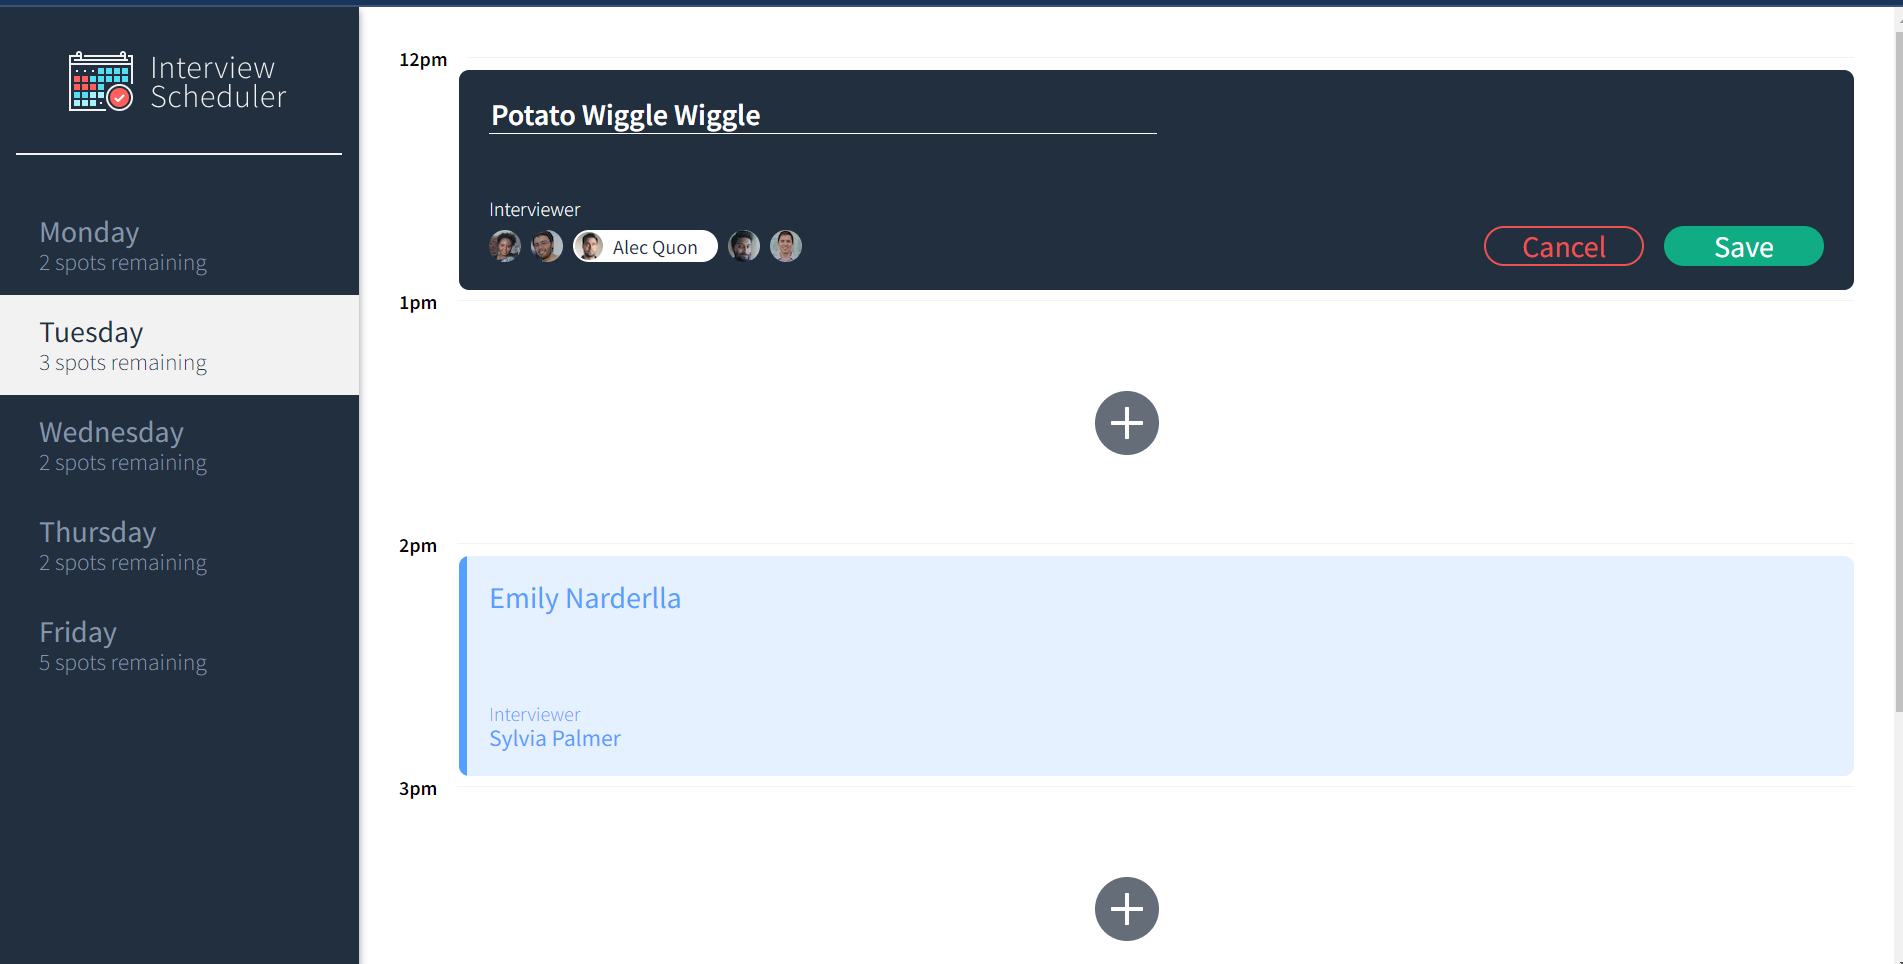 Interview
Scheduler
Monday
2 spots remaining
Tuesday
3 spots remaining
Wednesday
2 spots remaining
Thursday
2 spots remaining
Friday
5 spots remaining
12pm
Potato Wiggle Wiggle
Interviewer
Alec Quon
Cancel
Save
1pm
2pm
Emily Narderlla
Interviewer
Sylvia Palmer
3pm